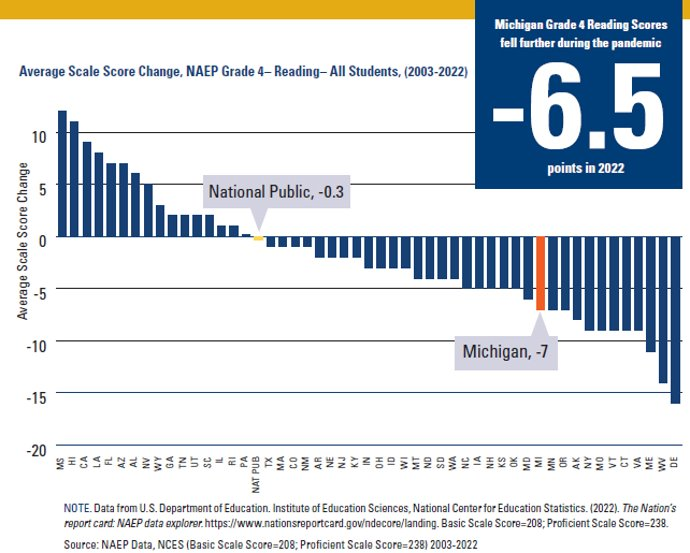 Michigan Grade 4 Reading Scores
fell further during the pandemic
-6.5
points in 2022
Average Scale Score Change, NAEP Grade 4– Reading– All Students, (2003-2022)
Average Scale Score Change
10
5
0
-5
-10
-15
-20
National Public, -0.3
Michigan, -7
MS HI CA LA FL AZ AL NV WY GA TN UT SC IL RI PA NAT PUB TX MA CO NM AR NE NJ KY IN OH ID WI MT ND SD WA NC IA NH KS OK MD MI MN OR AK NY MO VT CT VA ME WV DE
NOTE. Data from U.S. Department of Education. Institute of Education Sciences, National Center for Education Statistics. (2022). The Nation's
report card: NAEP data explorer. https://www.nationsreportcard.gov/ndecore/landing. Basic Scale Score=208; Proficient Scale Score=238.
Source: NAEP Data, NCES (Basic Scale Score=208; Proficient Scale Score=238) 2003-2022